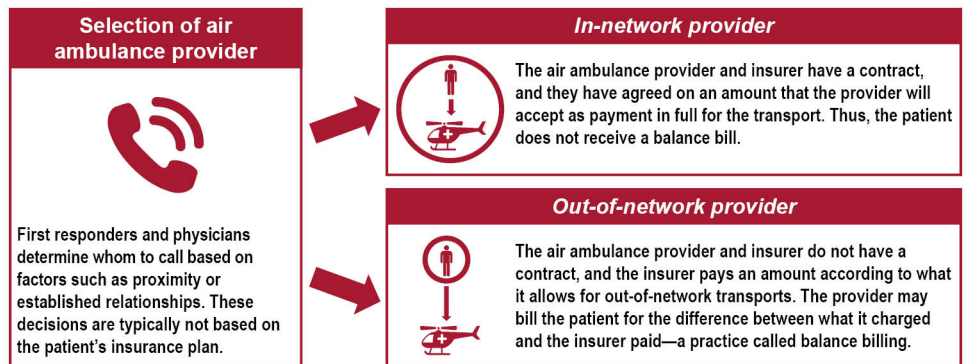 Selection of air
ambulance provider
First responders and physicians
determine whom to call based on
factors such as proximity or
established relationships. These
decisions are typically not based on
the patient’s insurance plan.
In-network provider
The air ambulance provider and insurer have a contract,
and they have agreed on an amount that the provider will
accept as payment in full for the transport. Thus, the patient
does not receive a balance bill.
Out-of-network provider
The air ambulance provider and insurer do not have a
contract, and the insurer pays an amount according to what
it allows for out-of-network transports. The provider may
bill the patient for the difference between what it charged
and the insurer paid—a practice called balance billing.